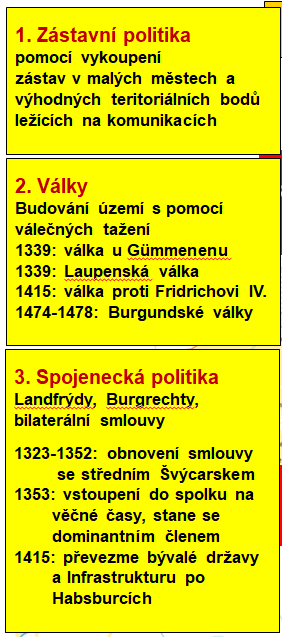 1. Zástavní politika
pomocí vykoupení
zástav v malých městech a
výhodných teritoriálních bodů
ležících na komunikacích
2. Války
Budování území s pomocí
válečných tažení
1339: válka u Gümmenenu
1339: Laupenská válka
1415: válka proti Fridrichovi IV.
1474-1478: Burgundské války
3. Spojenecká politika
Landfrýdy, Burgrechty,
bilaterální smlouvy
1323-1352: obnovení smlouvy
se středním Švýcarskem
1353: vstoupení do spolku na
věčné časy, stane se
dominantním členem
1415: převezme bývalé državy
a Infrastrukturu po
Habsburcích